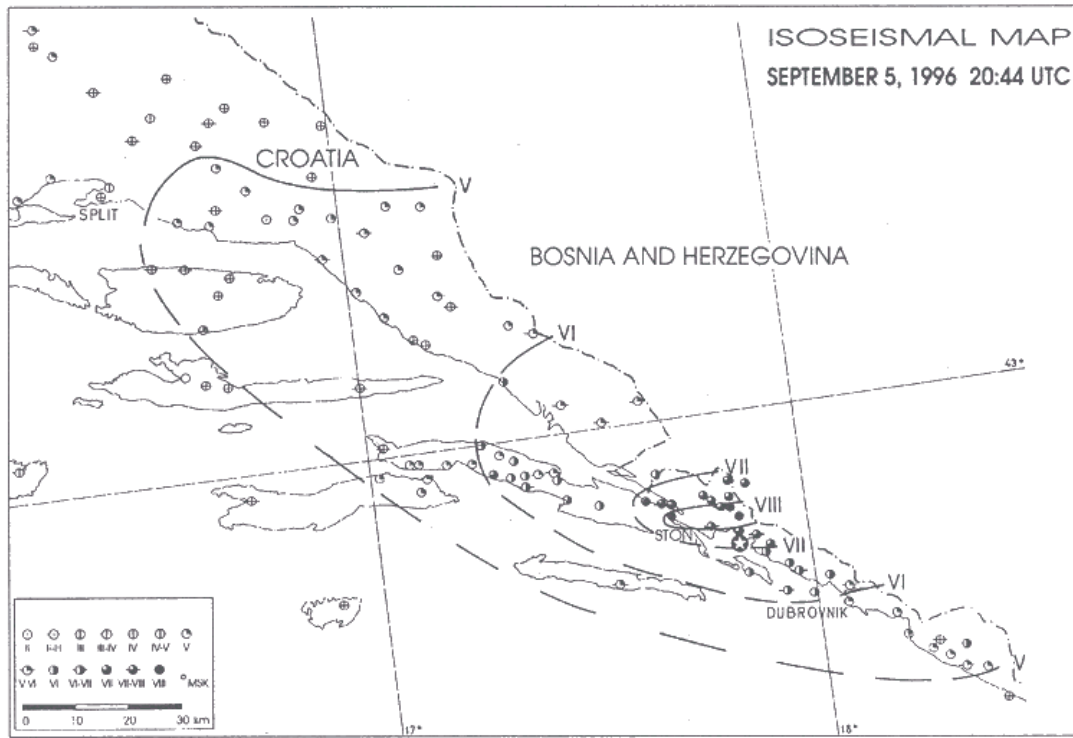 ISOSEISMAL MAP
SEPTEMBER 5, 1996 20:44 UTC
CROATIA
V
SPLIT
BOSNIA AND HERZEGOVINA
VI
43°
VII
VIII
STON
VII
VI
DUBROVNIK
V
II II-III III III-IV IV IV-V V
V-VI VI VI-VII VII VII-VIII VIII MSK
0 10 20 30 km
17° 18°